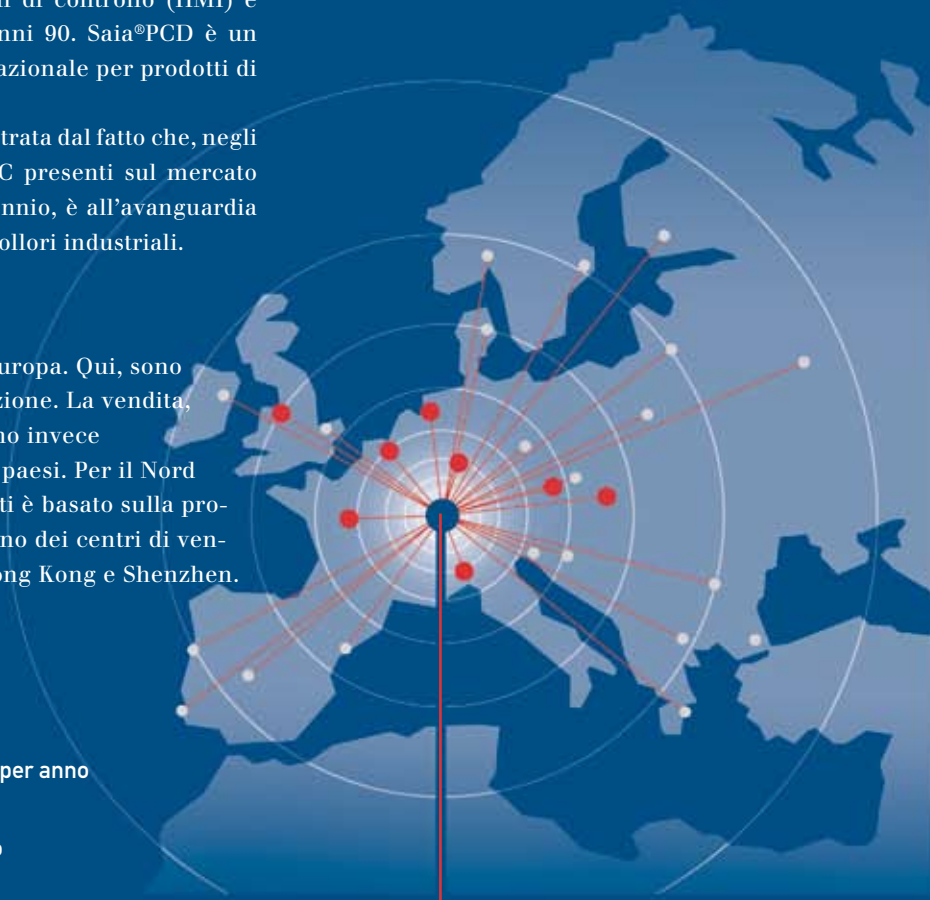 di controllo (HMI) e
nni 90. Saia®PCD è un
azionale per prodotti di
trata dal fatto che, negli
C presenti sul mercato
nnio, è all'avanguardia
ollori industriali.
uropa. Qui, sono
zione. La vendita,
no invece
paesi. Per il Nord
ti è basato sulla pro-
no dei centri di ven-
ong Kong e Shenzhen.
per anno